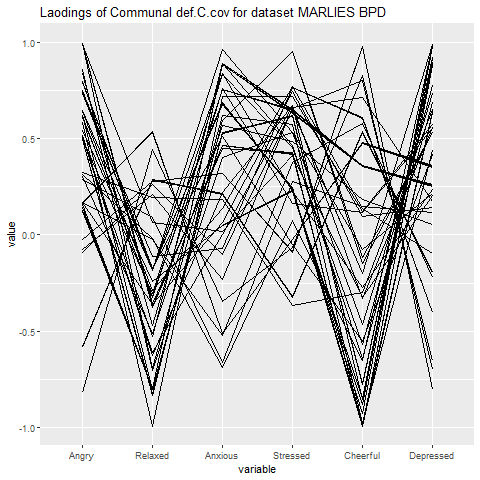 Laodings of Communal def.C.cov for dataset MARLIES BPD
1.0
0.5
0.0
-0.5
-1.0
value
Angry Relaxed Anxious Stressed Cheerful Depressed
variable